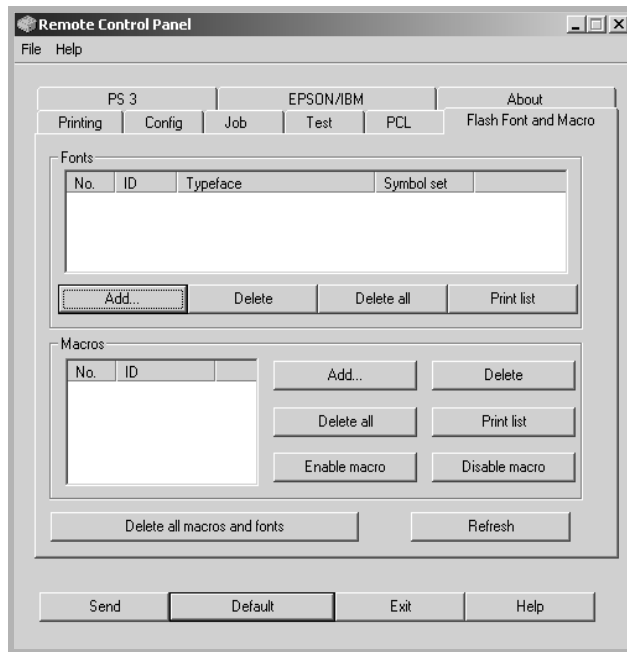 Remote Control Panel
File Help
PS 3 EPSON/IBM About
Printing Config Job Test PCL Flash Font and Macro
Fonts
No. ID Typeface Symbol set
Add... Delete Delete all Print list
Macros
No. ID
Add... Delete
Delete all Print list
Enable macro Disable macro
Delete all macros and fonts Refresh
Send Default Exit Help